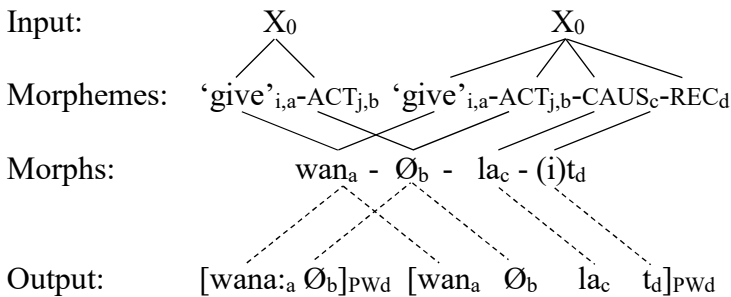 Input: X₀ X₀
Morphemes: ‘give’ᵢ,ₐ-ACTⱼ,b ‘give’ᵢ,ₐ-ACTⱼ,b-CAUSc-RECd
Morphs: wanₐ - Øb - lac - (i)td
Output: [wana:ₐ Øb]PWd [wanₐ Øb lac td]PWd